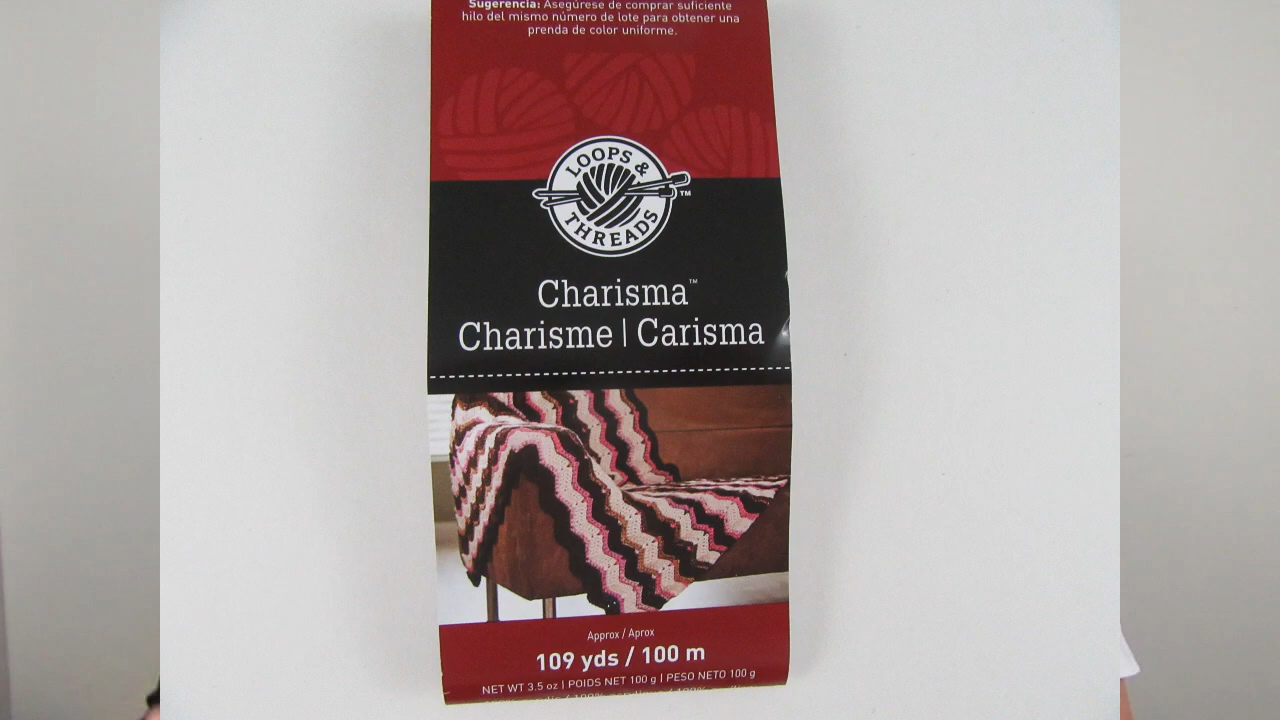 Sugerencia: Asegúrese de comprar suficiente
hilo del mismo número de lote para obtener una
prenda de color uniforme.
LOOPS &
THREADS
™
Charisma™
Charisme | Carisma
Approx / Aprox
109 yds / 100 m
NET WT 3.5 oz | POIDS NET 100 g | PESO NETO 100 g